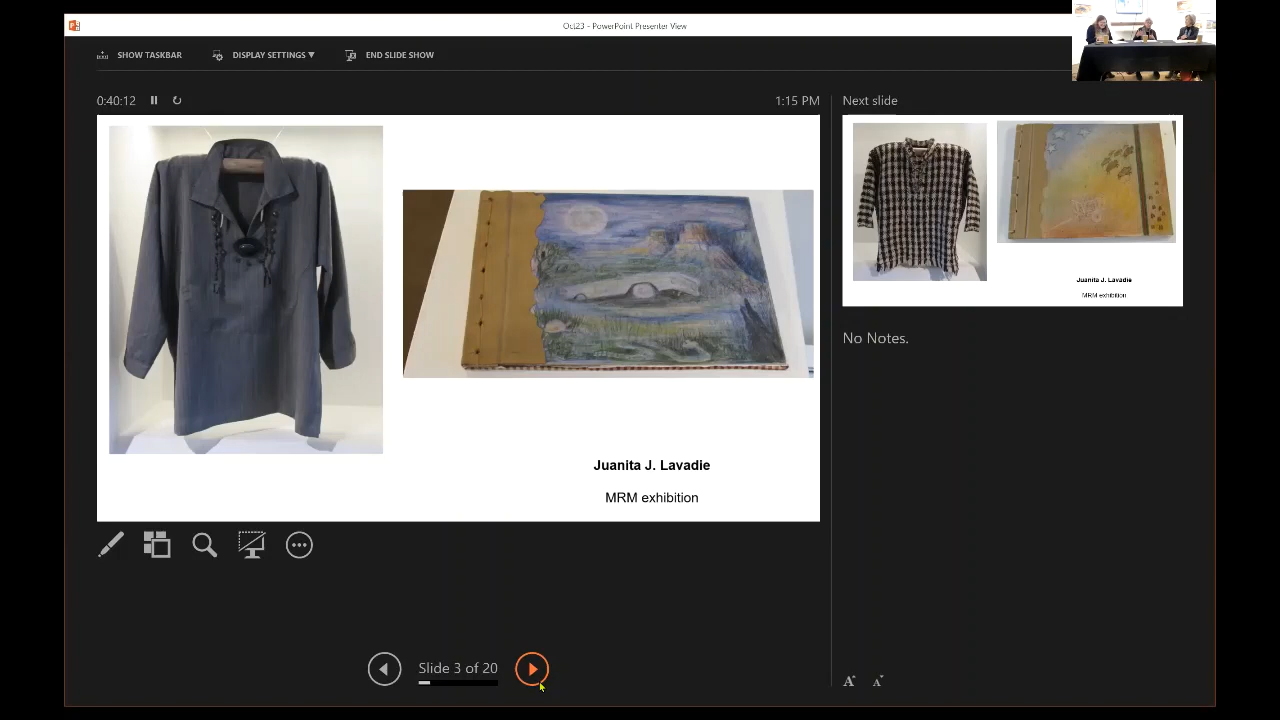 Oct23 - PowerPoint Presenter View
SHOW TASKBAR
DISPLAY SETTINGS ▼
END SLIDE SHOW
0:40:12
1:15 PM
Next slide
Juanita J. Lavadie
MRM exhibition
Juanita J. Lavadie
MRM exhibition
No Notes.
Slide 3 of 20
A A